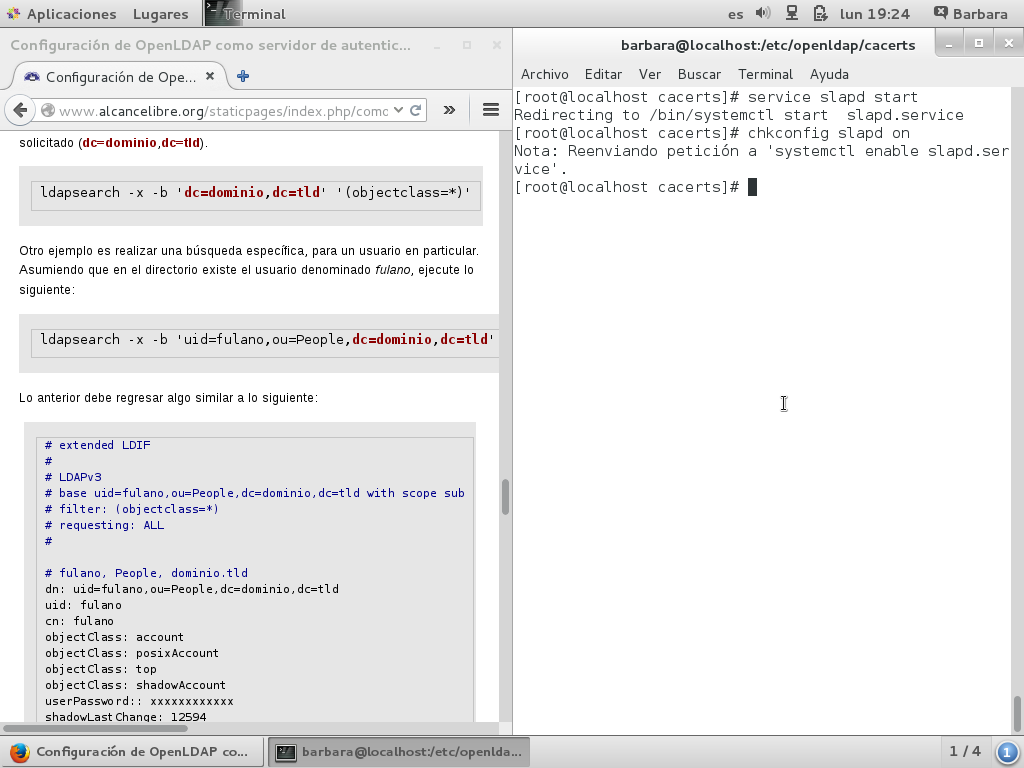 Aplicaciones Lugares Terminal es lun 19:24 Barbara
Configuración de OpenLDAP como servidor de autentic...
Configuración de Ope...
www.alcancelibre.org/staticpages/index.php/como
solicitado (dc=dominio,dc=tld).
ldapsearch -x -b 'dc=dominio,dc=tld' '(objectclass=*)'
Otro ejemplo es realizar una búsqueda específica, para un usuario en particular.
Asumiendo que en el directorio existe el usuario denominado fulano, ejecute lo
siguiente:
ldapsearch -x -b 'uid=fulano,ou=People,dc=dominio,dc=tld'
Lo anterior debe regresar algo similar a lo siguiente:
# extended LDIF
#
# LDAPv3
# base uid=fulano,ou=People,dc=dominio,dc=tld with scope sub
# filter: (objectclass=*)
# requesting: ALL
#
# fulano, People, dominio.tld
dn: uid=fulano,ou=People,dc=dominio,dc=tld
uid: fulano
cn: fulano
objectClass: account
objectClass: posixAccount
objectClass: top
objectClass: shadowAccount
userPassword:: xxxxxxxxxxxx
shadowLastChange: 12594
barbara@localhost:/etc/openldap/cacerts
Archivo Editar Ver Buscar Terminal Ayuda
[root@localhost cacerts]# service slapd start
Redirecting to /bin/systemctl start  slapd.service
[root@localhost cacerts]# chkconfig slapd on
Nota: Reenviando petición a 'systemctl enable slapd.ser
vice'.
[root@localhost cacerts]#
Configuración de OpenLDAP co... barbara@localhost:/etc/openlda... 1 / 4 1